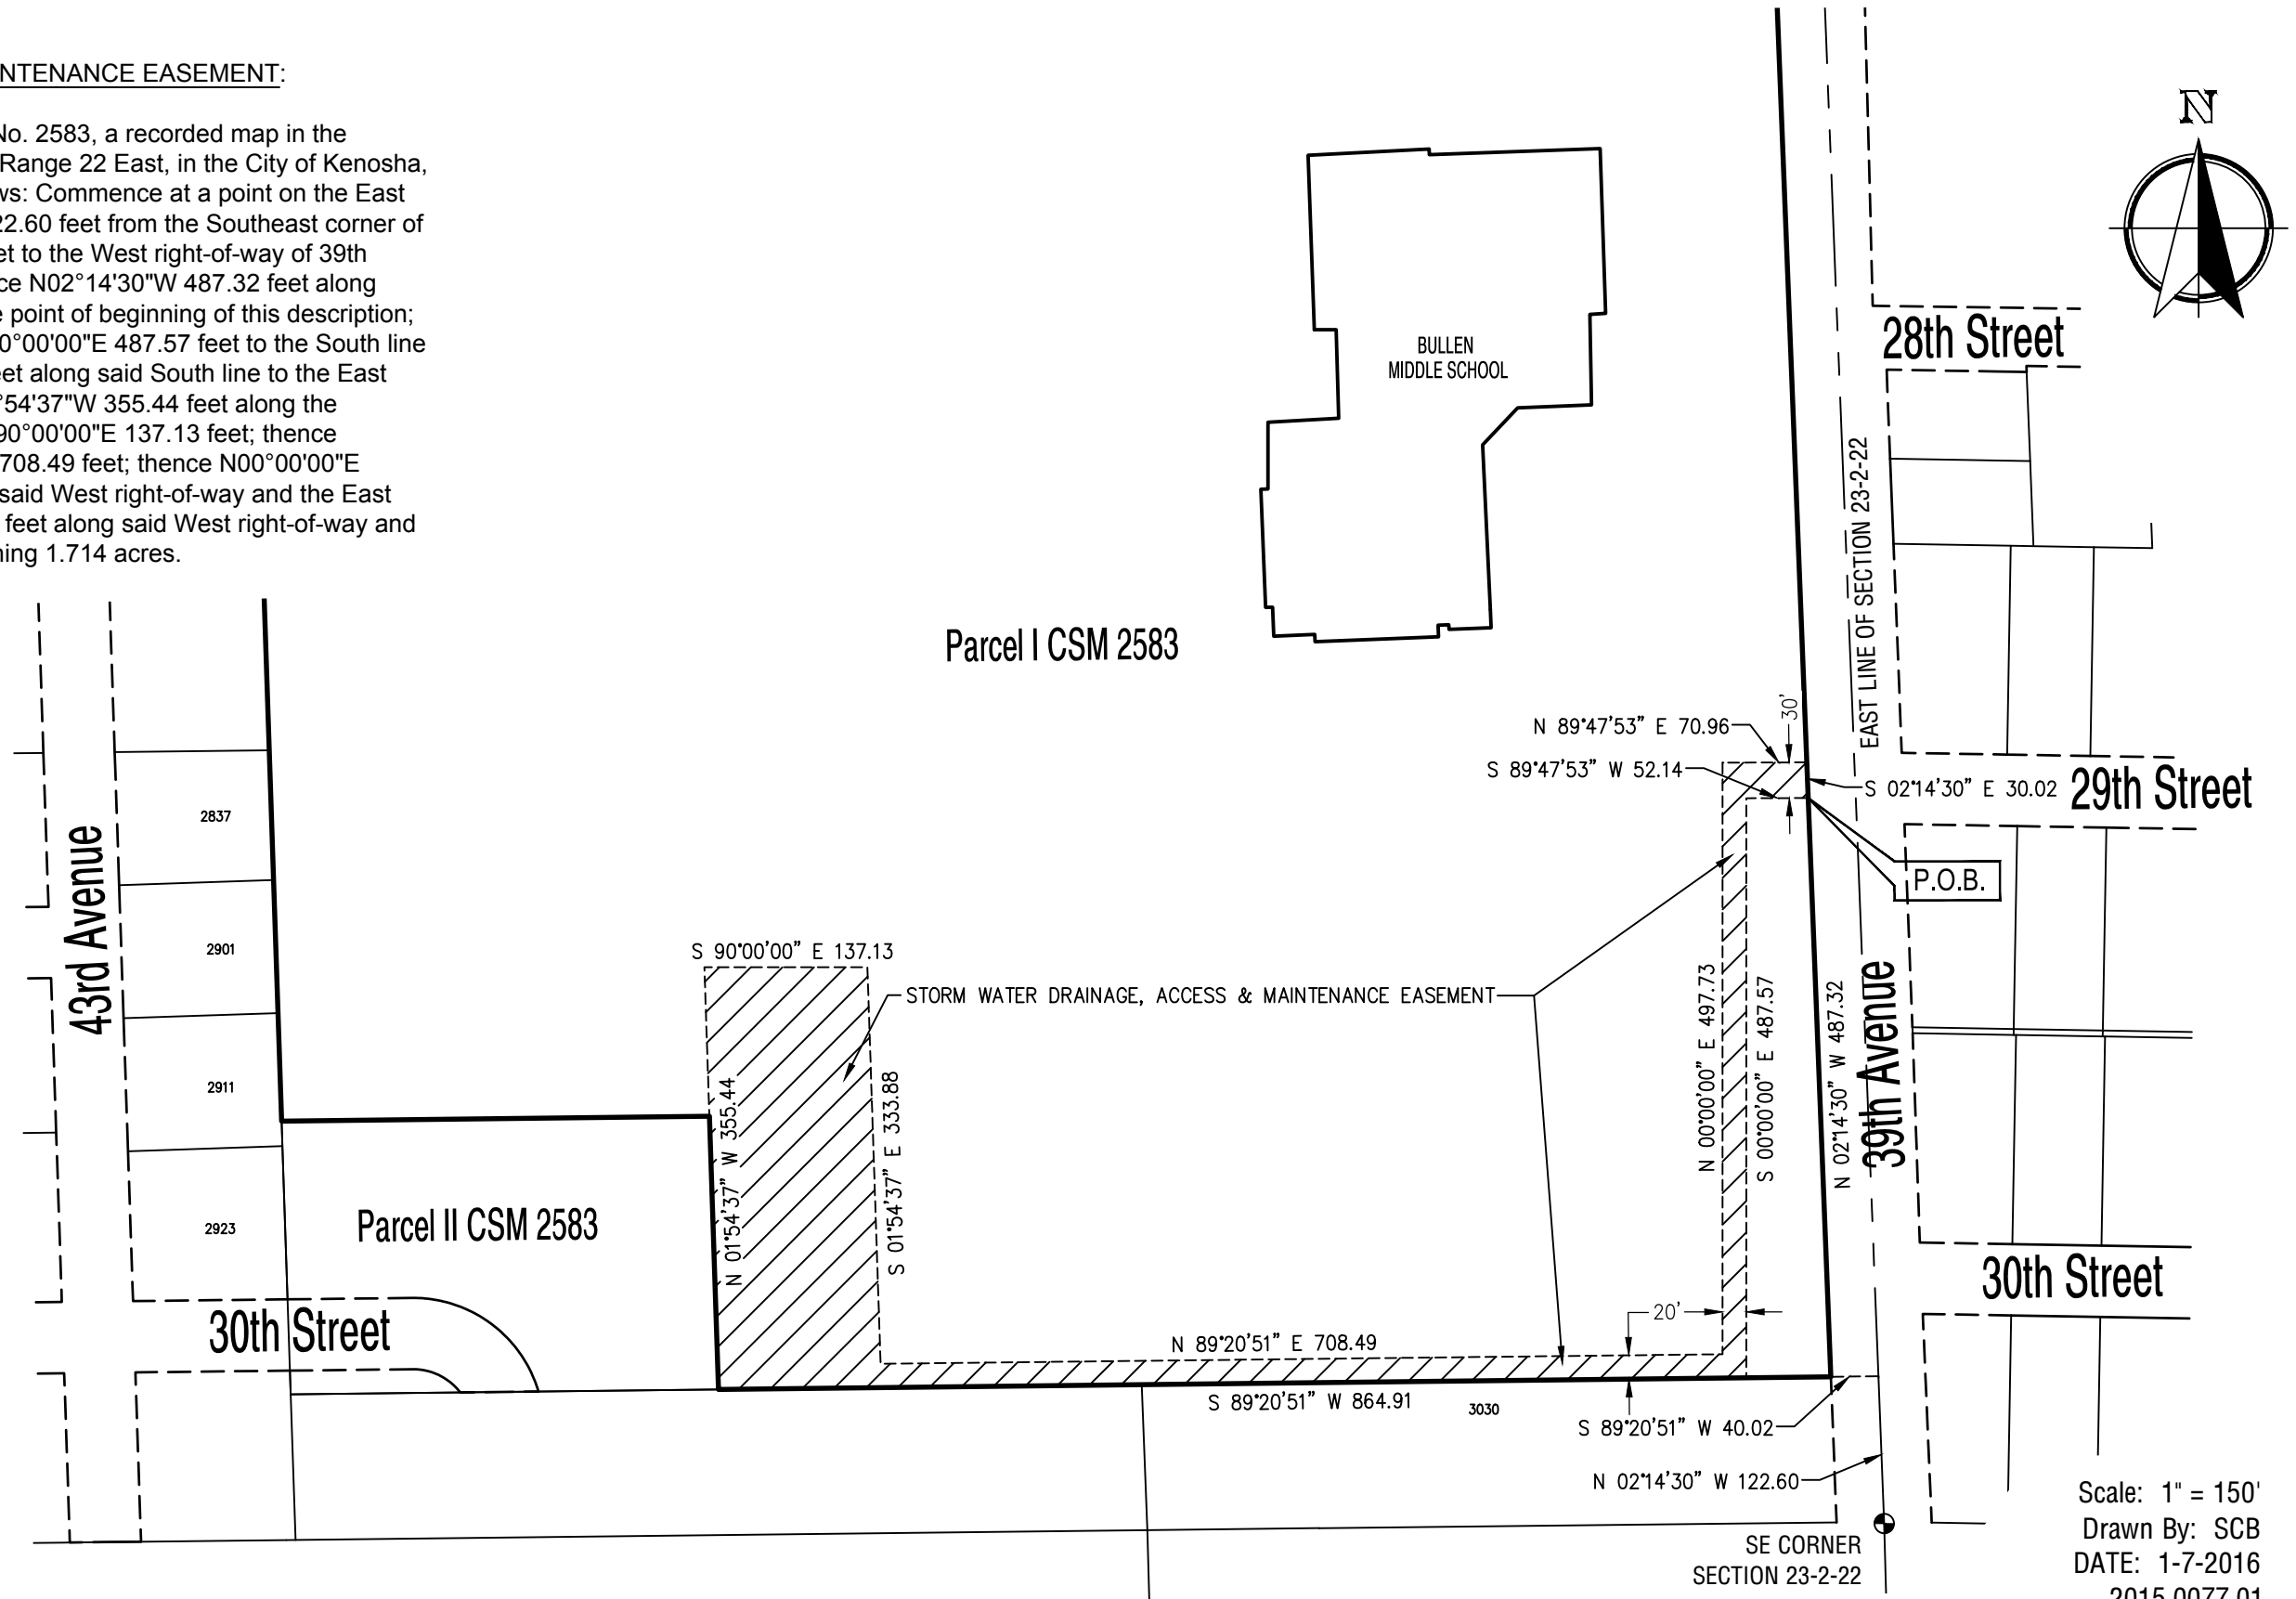 NTENANCE EASEMENT:
No. 2583, a recorded map in the
Range 22 East, in the City of Kenosha,
ws: Commence at a point on the East
22.60 feet from the Southeast corner of
et to the West right-of-way of 39th
ce N02°14'30"W 487.32 feet along
e point of beginning of this description;
0°00'00"E 487.57 feet to the South line
eet along said South line to the East
°54'37"W 355.44 feet along the
90°00'00"E 137.13 feet; thence
708.49 feet; thence N00°00'00"E
said West right-of-way and the East
feet along said West right-of-way and
ning 1.714 acres.
N
28th Street
BULLEN
MIDDLE SCHOOL
EAST LINE OF SECTION 23-2-22
Parcel I CSM 2583
30'
N 89°47'53" E 70.96
S 89°47'53" W 52.14
S 02°14'30" E 30.02
29th Street
P.O.B.
2837
2901
2911
2923
43rd Avenue
S 90°00'00" E 137.13
STORM WATER DRAINAGE, ACCESS & MAINTENANCE EASEMENT
N 01°54'37" W 355.44
S 01°54'37" E 333.88
N 00°00'00" E 497.73
S 00°00'00" E 487.57
N 02°14'30" W 487.32
39th Avenue
Parcel II CSM 2583
30th Street
30th Street
20'
N 89°20'51" E 708.49
S 89°20'51" W 864.91
3030
S 89°20'51" W 40.02
N 02°14'30" W 122.60
SE CORNER
SECTION 23-2-22
Scale: 1" = 150'
Drawn By: SCB
DATE: 1-7-2016
2015.0077.01